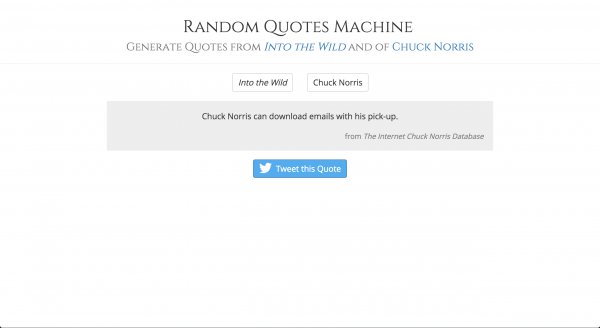 Random Quotes Machine
Generate Quotes from Into the Wild and of Chuck Norris
Into the Wild Chuck Norris
Chuck Norris can download emails with his pick-up.
from The Internet Chuck Norris Database
Tweet this Quote